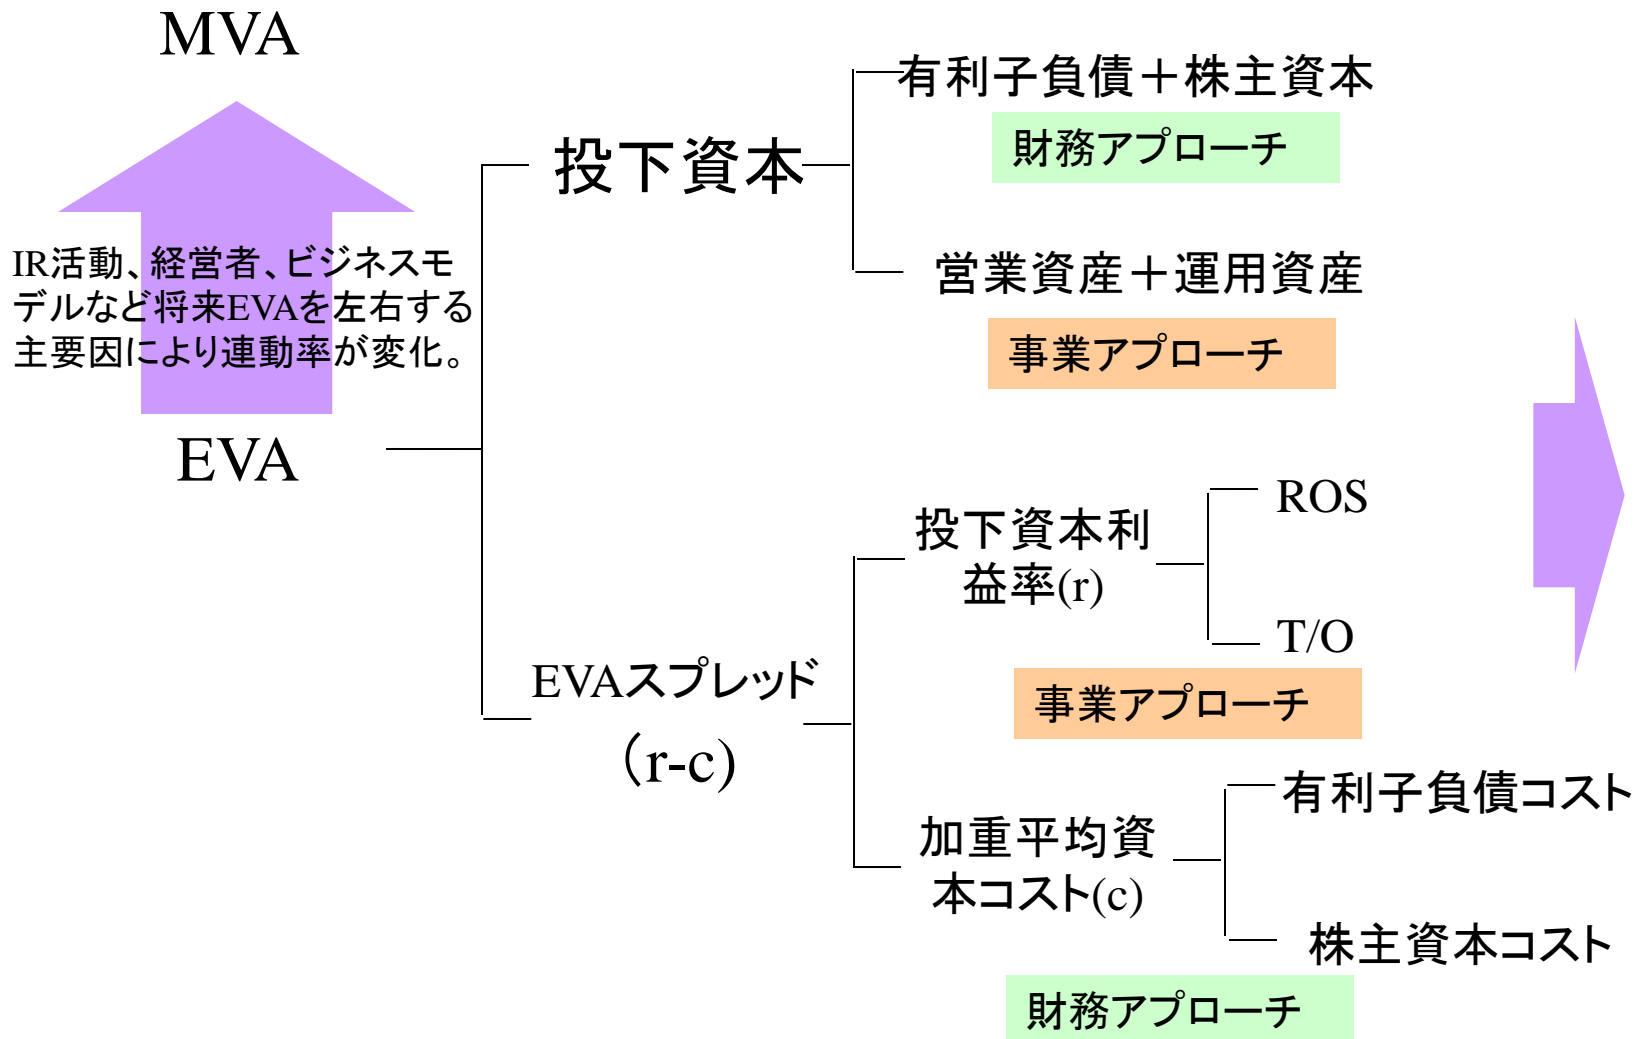 MVA
IR活動、経営者、ビジネスモ
デルなど将来EVAを左右する
主要因により連動率が変化。
EVA
投下資本
有利子負債＋株主資本
財務アプローチ
営業資産＋運用資産
事業アプローチ
EVAスプレッド
（r-c)
投下資本利
益率(r)
ROS
T/O
事業アプローチ
加重平均資
本コスト(c)
有利子負債コスト
株主資本コスト
財務アプローチ